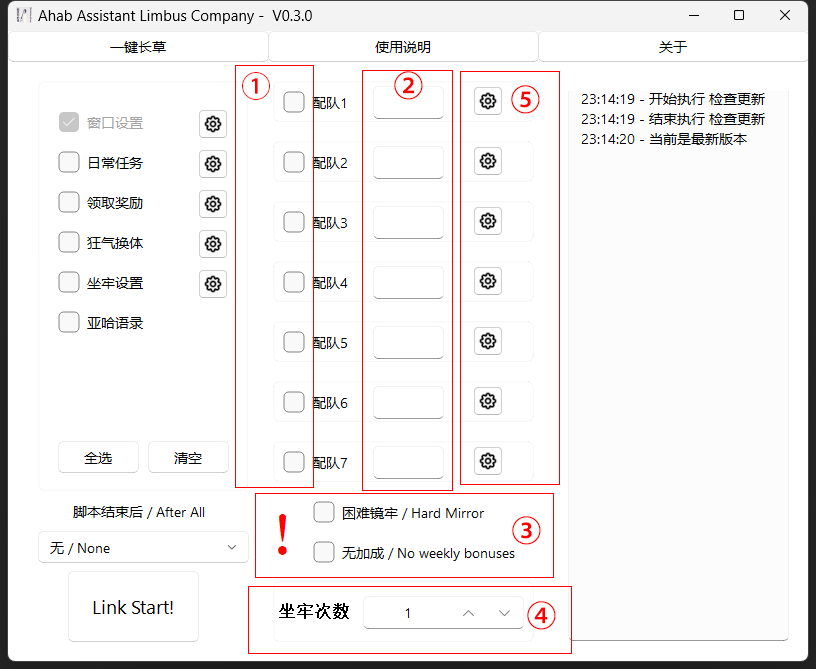 Ahab Assistant Limbus Company - V0.3.0
一键长草
使用说明
关于
窗口设置
日常任务
领取奖励
狂气换体
坐牢设置
亚哈语录
全选
清空
脚本结束后 / After All
无 / None
Link Start!
①
配队1
配队2
配队3
配队4
配队5
配队6
配队7
②
⑤
!
困难镜牢 / Hard Mirror
无加成 / No weekly bonuses
③
坐牢次数
1
④
23:14:19 - 开始执行 检查更新
23:14:19 - 结束执行 检查更新
23:14:20 - 当前是最新版本